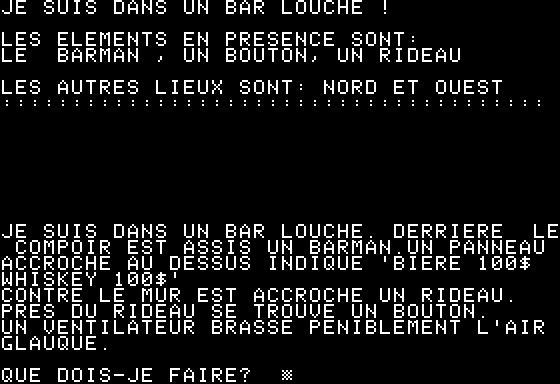 JE SUIS DANS UN BAR LOUCHE !
LES ELEMENTS EN PRESENCE SONT:
LE  BARMAN , UN BOUTON, UN RIDEAU
LES AUTRES LIEUX SONT: NORD ET OUEST
::::::::::::::::::::::::::::::::::::::::
JE SUIS DANS UN BAR LOUCHE. DERRIERE  LE
 COMPOIR EST ASSIS UN BARMAN.UN PANNEAU
ACCROCHE AU DESSUS INDIQUE 'BIERE 100$
WHISKEY 100$'
CONTRE LE MUR EST ACCROCHE UN RIDEAU.
PRES DU RIDEAU SE TROUVE UN BOUTON.
UN VENTILATEUR BRASSE PENIBLEMENT L'AIR
GLAUQUE.
QUE DOIS-JE FAIRE?